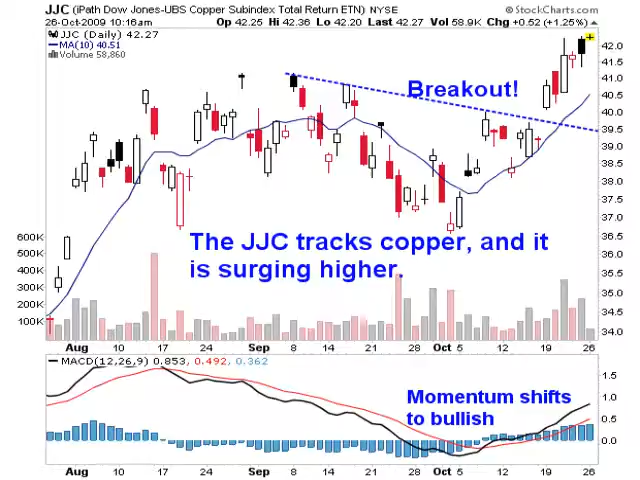 JJC (iPath Dow Jones-UBS Copper Subindex Total Return ETN) NYSE © StockCharts.com
26-Oct-2009 10:16am Op 42.25 Hi 42.36 Lo 42.20 Last 42.27 Vol 58.9K Chg +0.52 (+1.25%)
JJC (Daily) 42.27
MA(10) 40.51
Volume 58,860
Breakout!
The JJC tracks copper, and it
is surging higher.
42.0
41.5
41.0
40.5
40.0
39.5
39.0
38.5
38.0
37.5
37.0
36.5
36.0
35.5
35.0
34.5
34.0
600K
500K
400K
300K
200K
100K
Aug 10 17 24 Sep 8 14 21 28 Oct 5 12 19 26
MACD(12,26,9) 0.853, 0.492, 0.362
Momentum shifts
to bullish
1.5
1.0
0.5
0.0
Aug 10 17 24 Sep 8 14 21 28 Oct 5 12 19 26